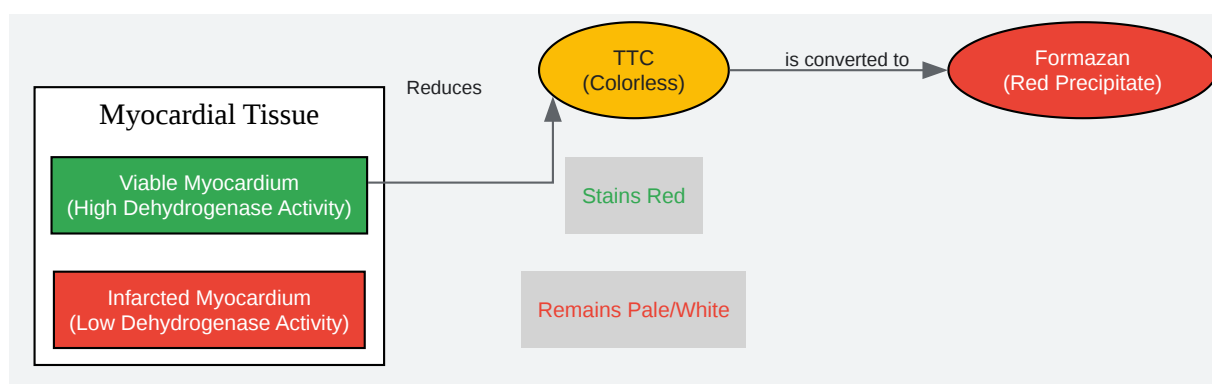 Myocardial Tissue
Viable Myocardium
(High Dehydrogenase Activity)
Infarcted Myocardium
(Low Dehydrogenase Activity)
Reduces
TTC
(Colorless)
is converted to
Formazan
(Red Precipitate)
Stains Red
Remains Pale/White